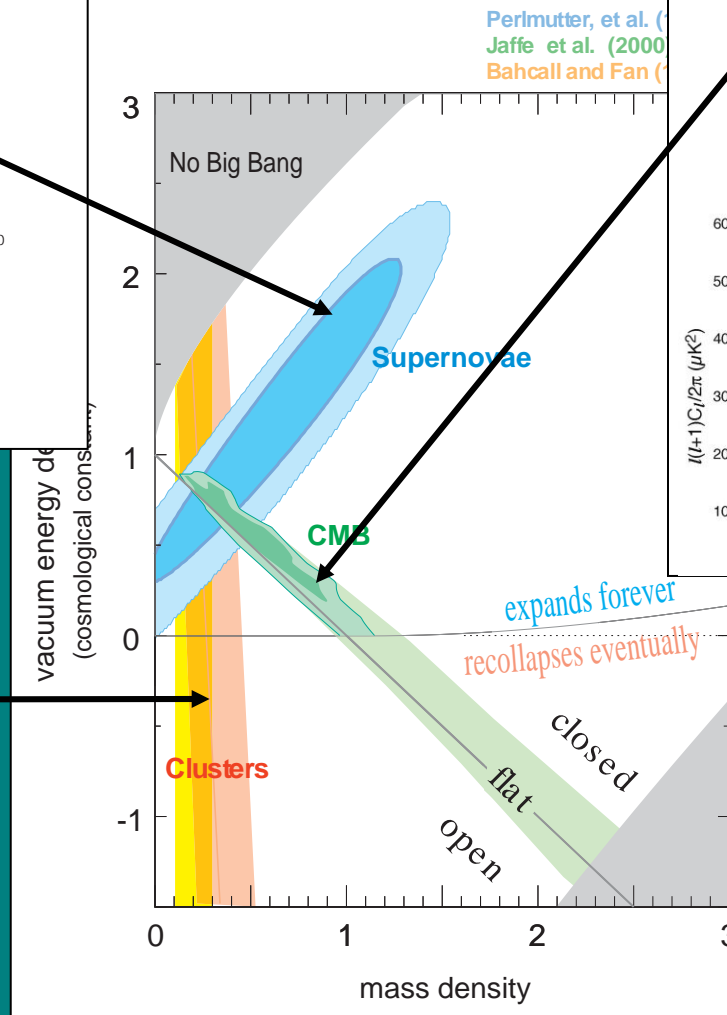 Perlmutter, et al. (
Jaffe et al. (2000)
Bahcall and Fan (
3
No Big Bang
2
Supernovae
1
CMB
expands forever
0
recollapses eventually
vacuum energy de
(cosmological constant)
closed
Clusters
flat
-1
open
0
1
2
3
mass density
0
60
50
40
30
20
10
l(l+1)Cl/2π (μK²)